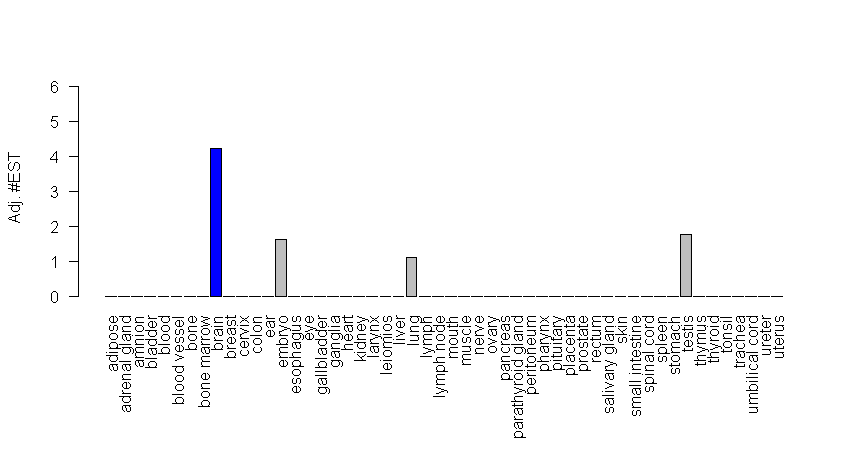 6
5
4
3
2
1
0
Adj. #EST
adipose
adrenal gland
amnion
bladder
blood
blood vessel
bone
bone marrow
brain
breast
cervix
colon
ear
embryo
esophagus
eye
gallbladder
ganglia
heart
kidney
larynx
leiomios
liver
lung
lymph
lymph node
mouth
muscle
nerve
ovary
pancreas
parathyroid gland
peritoneum
pharynx
pituitary
placenta
prostate
rectum
salivary gland
skin
small intestine
spinal cord
spleen
stomach
testis
thymus
thyroid
tonsil
trachea
umbilical cord
ureter
uterus